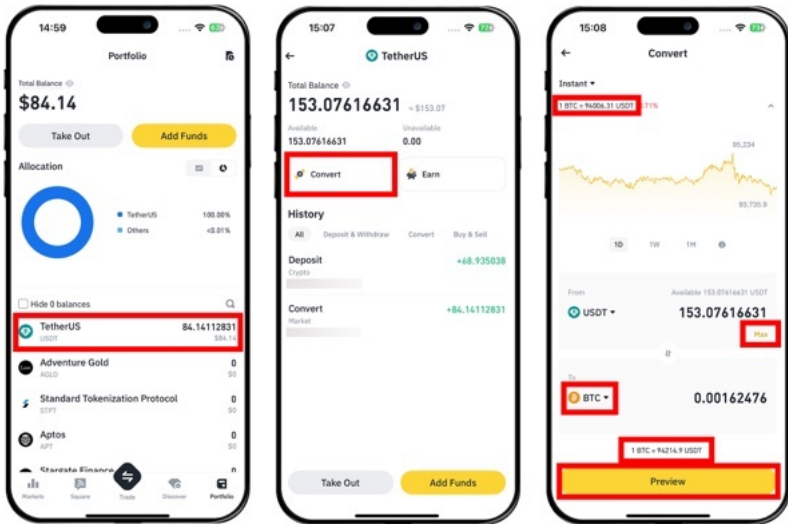 14:59
Portfolio
Total Balance
$84.14
Take Out
Add Funds
Allocation
TetherUS 100.00%
Others <0.01%
Hide 0 balances
TetherUS 84.14112831
USDT $84.14
Adventure Gold 0
AGLD $0
Standard Tokenization Protocol 0
STPT $0
Aptos 0
APT $0
Stargate Finance 0
Markets Square Trade Discover Portfolio
15:07
TetherUS
Total Balance
153.07616631 ≈ $153.07
Available Unavailable
153.07616631 0.00
Convert
Earn
History
All Deposit & Withdraw Convert Buy & Sell
Deposit +68.935038
Crypto
Convert +84.14112831
Market
Take Out
Add Funds
15:08
Convert
Instant
1 BTC = 94006.31 USDT
95,234
93,735.9
1D 1W 1M
From Available 153.07616631 USDT
USDT 153.07616631
Max
To
BTC 0.00162476
1 BTC = 94214.9 USDT
Preview